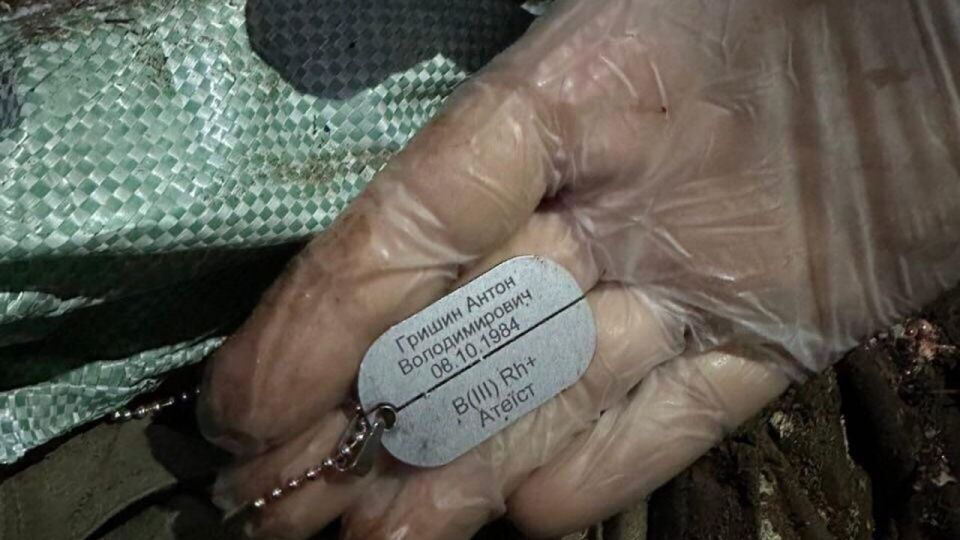 Гришин Антон
Володимирович
08.10.1984
B(III) Rh+
Атеїст